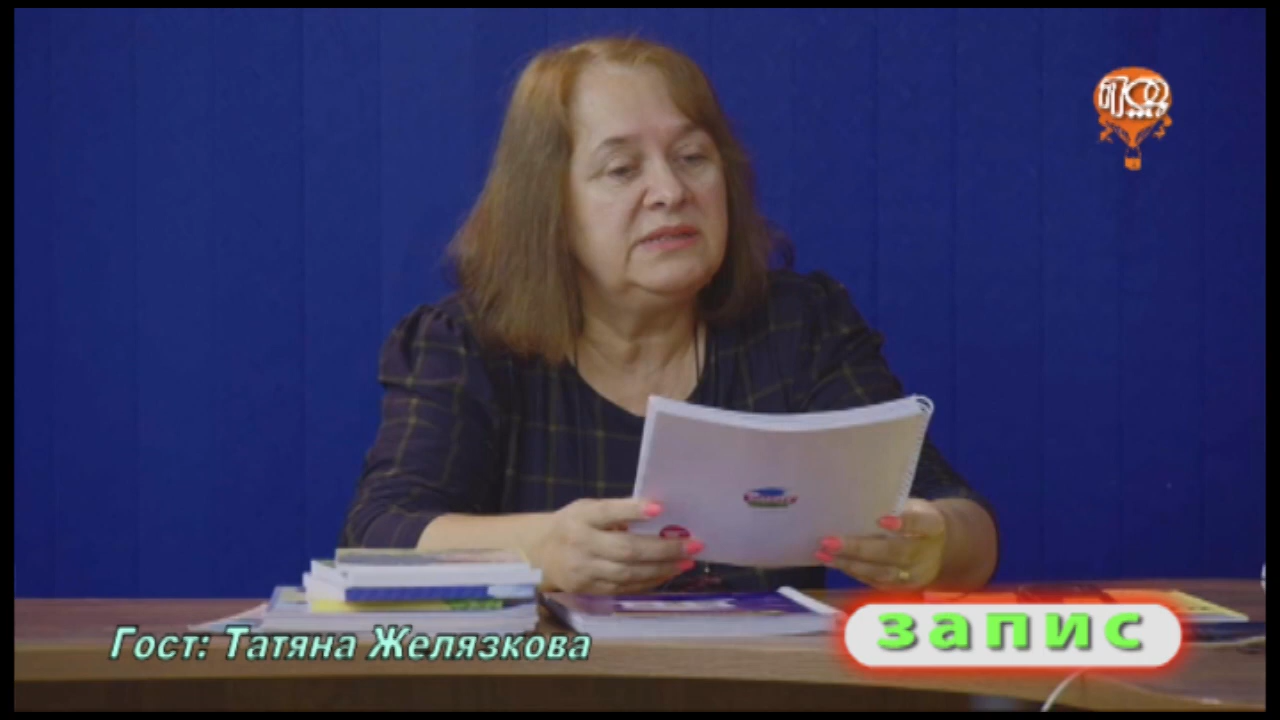 Гост: Татяна Желязкова
запис